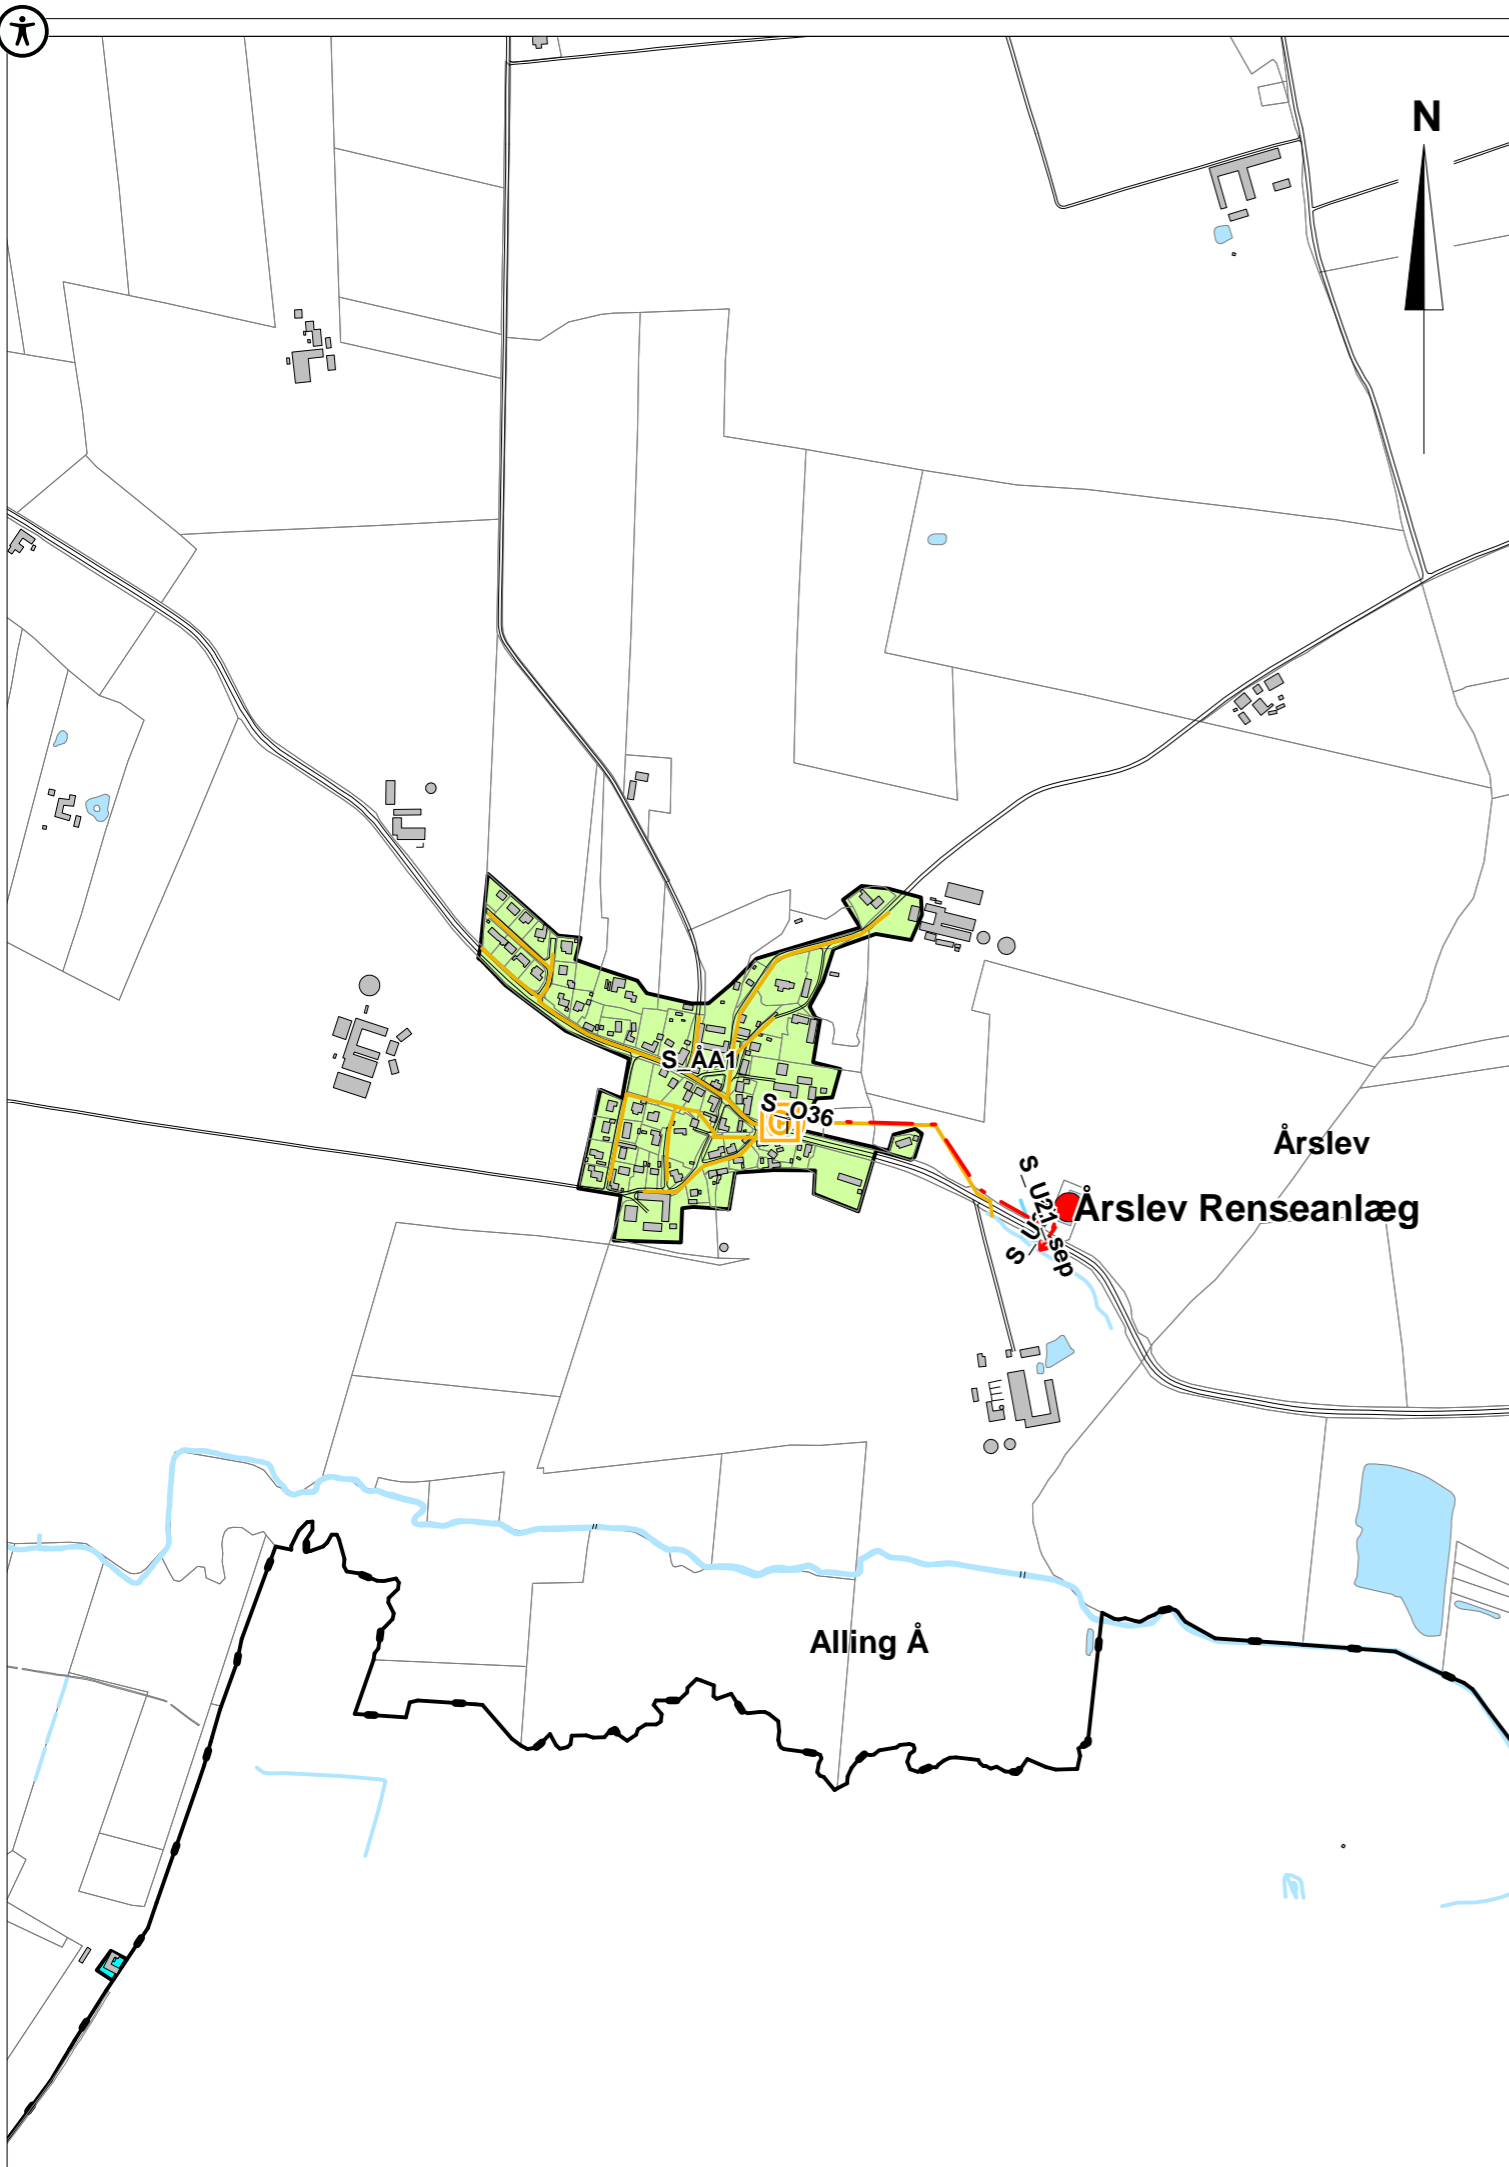 N
S_ÅA1
S_O36
G
Årslev
S_U21_sep
Årslev Renseanlæg
Alling Å